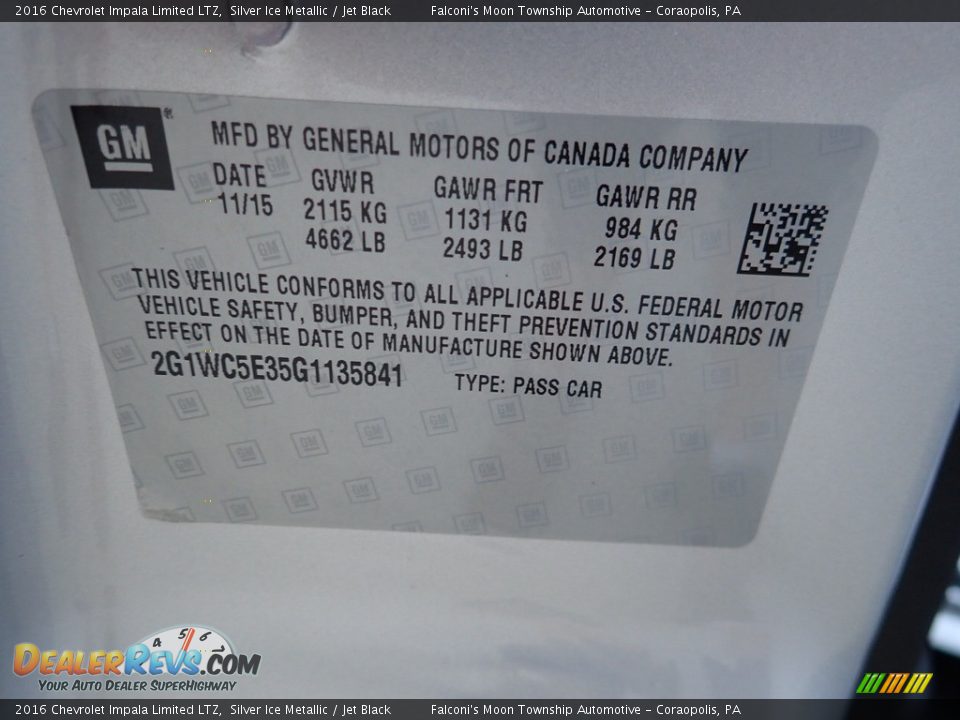 2016 Chevrolet Impala Limited LTZ, Silver Ice Metallic / Jet Black Falconi's Moon Township Automotive - Coraopolis, PA
GM ®
MFD BY GENERAL MOTORS OF CANADA COMPANY
DATE GVWR GAWR FRT GAWR RR
11/15 2115 KG 1131 KG 984 KG
4662 LB 2493 LB 2169 LB
THIS VEHICLE CONFORMS TO ALL APPLICABLE U.S. FEDERAL MOTOR
VEHICLE SAFETY, BUMPER, AND THEFT PREVENTION STANDARDS IN
EFFECT ON THE DATE OF MANUFACTURE SHOWN ABOVE.
2G1WC5E35G1135841 TYPE: PASS CAR
4 5 6
DEALERREVS.COM
YOUR AUTO DEALER SUPERHIGHWAY
2016 Chevrolet Impala Limited LTZ, Silver Ice Metallic / Jet Black Falconi's Moon Township Automotive - Coraopolis, PA